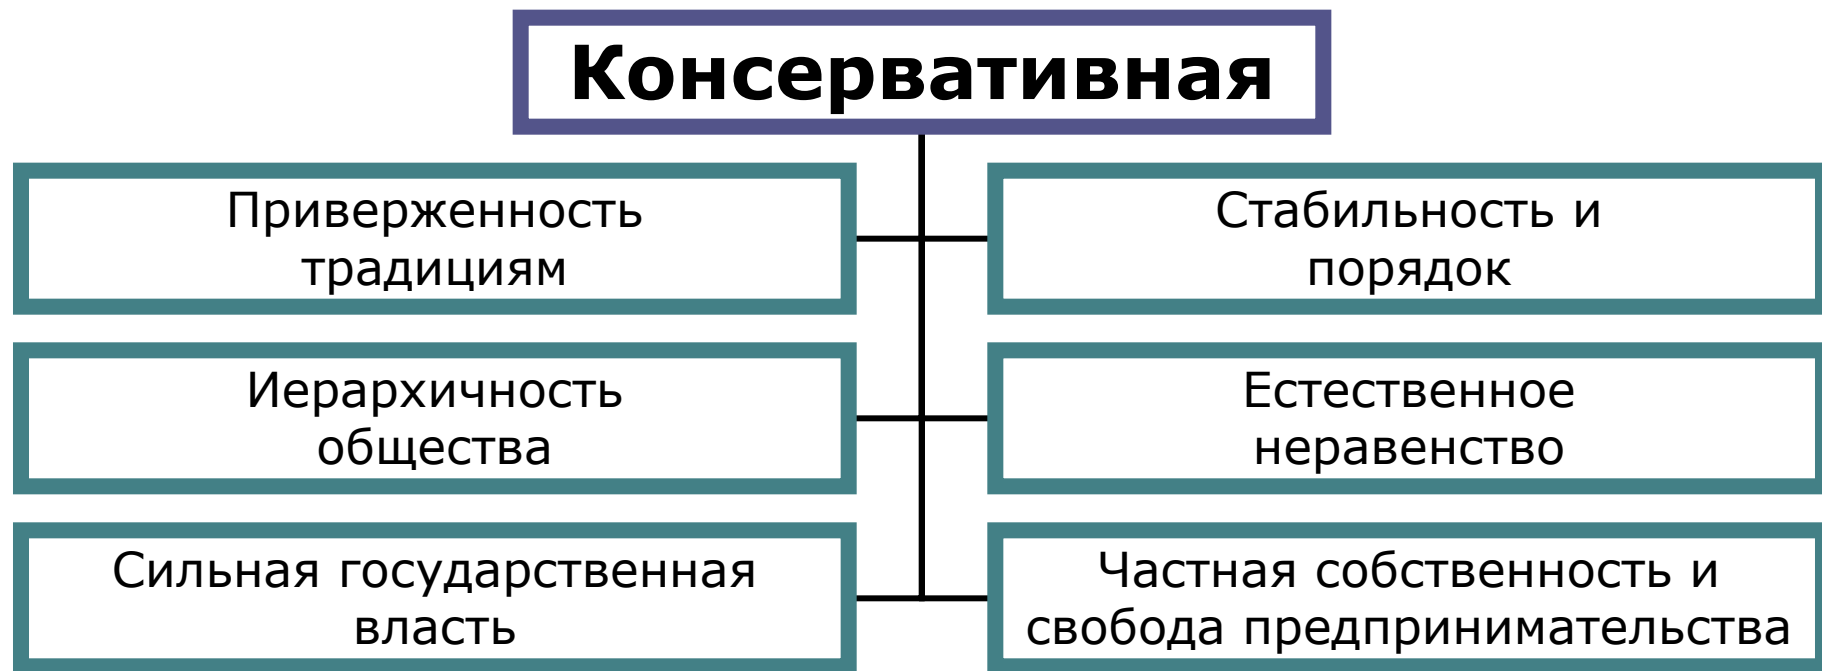 Консервативная
Приверженность
традициям
Стабильность и
порядок
Иерархичность
общества
Естественное
неравенство
Сильная государственная
власть
Частная собственность и
свобода предпринимательства